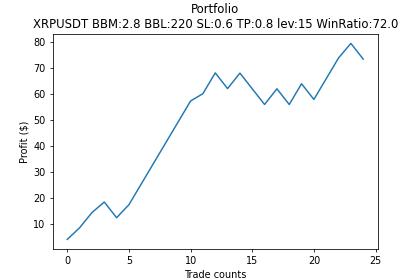 Portfolio
XRPUSDT BBM:2.8 BBL:220 SL:0.6 TP:0.8 lev:15 WinRatio:72.0
80
70
60
50
40
30
20
10
Profit ($)
0 5 10 15 20 25
Trade counts